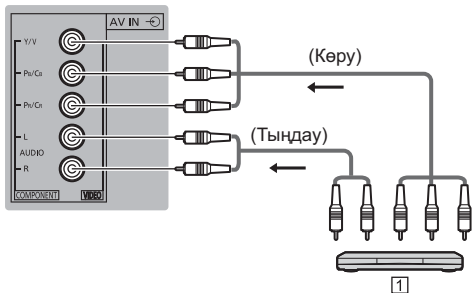 AV IN
Y/V
PB/CB
PR/CR
L
AUDIO
R
COMPONENT
VIDEO
(Көру)
(Тыңдау)
1